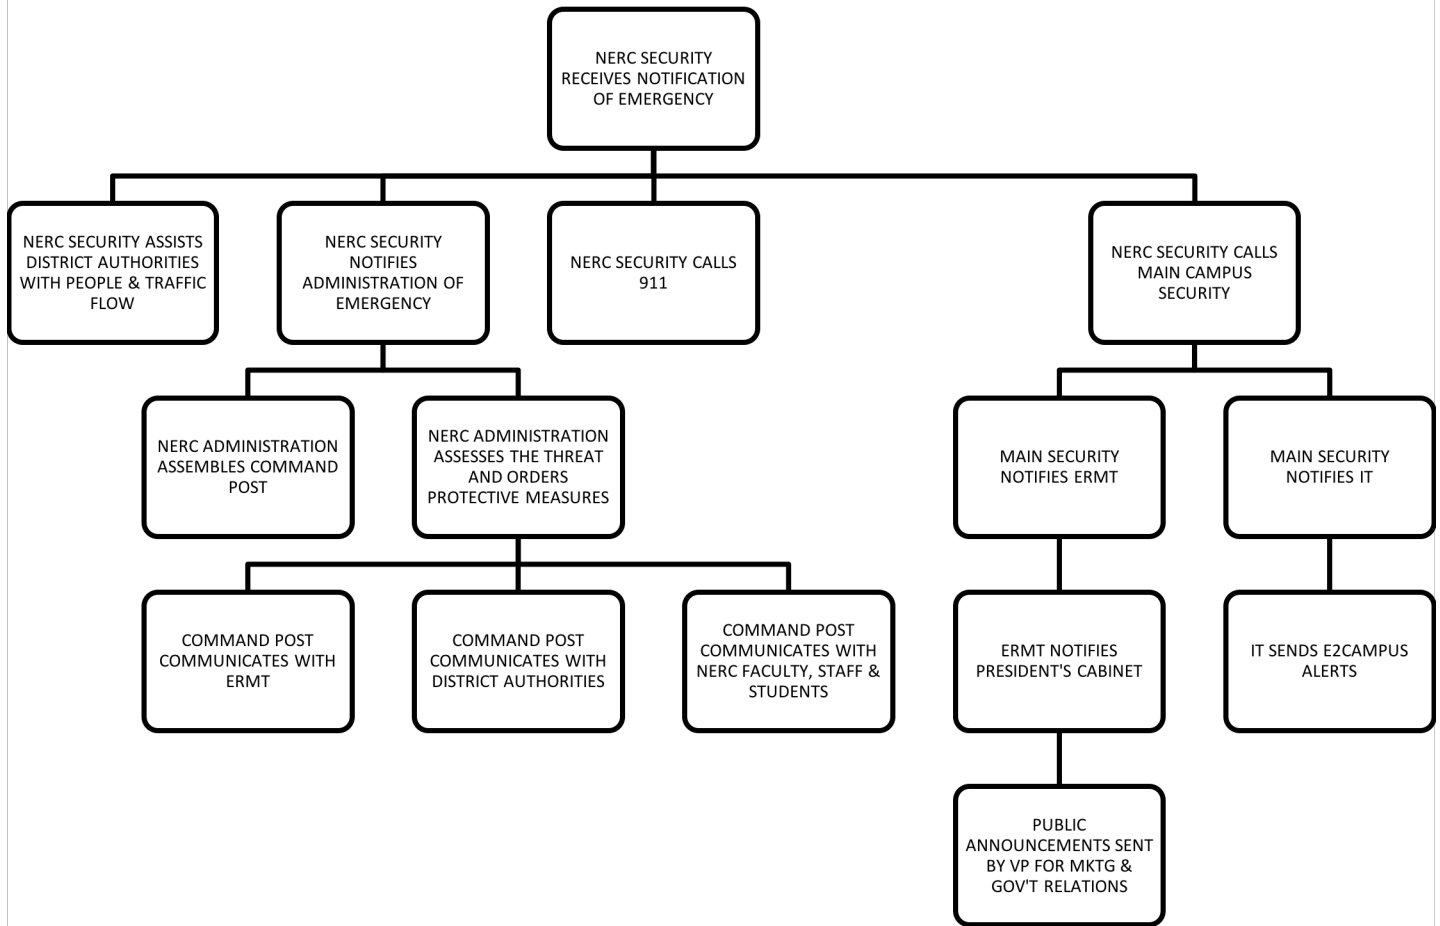 NERC SECURITY
RECEIVES NOTIFICATION
OF EMERGENCY
NERC SECURITY ASSISTS
DISTRICT AUTHORITIES
WITH PEOPLE & TRAFFIC
FLOW
NERC SECURITY
NOTIFIES
ADMINISTRATION OF
EMERGENCY
NERC SECURITY CALLS
911
NERC SECURITY CALLS
MAIN CAMPUS
SECURITY
NERC ADMINISTRATION
ASSEMBLES COMMAND
POST
NERC ADMINISTRATION
ASSESSES THE THREAT
AND ORDERS
PROTECTIVE MEASURES
MAIN SECURITY
NOTIFIES ERMT
MAIN SECURITY
NOTIFIES IT
COMMAND POST
COMMUNICATES WITH
ERMT
COMMAND POST
COMMUNICATES WITH
DISTRICT AUTHORITIES
COMMAND POST
COMMUNICATES WITH
NERC FACULTY, STAFF &
STUDENTS
ERMT NOTIFIES
PRESIDENT'S CABINET
IT SENDS E2CAMPUS
ALERTS
PUBLIC
ANNOUNCEMENTS SENT
BY VP FOR MKTG &
GOV'T RELATIONS